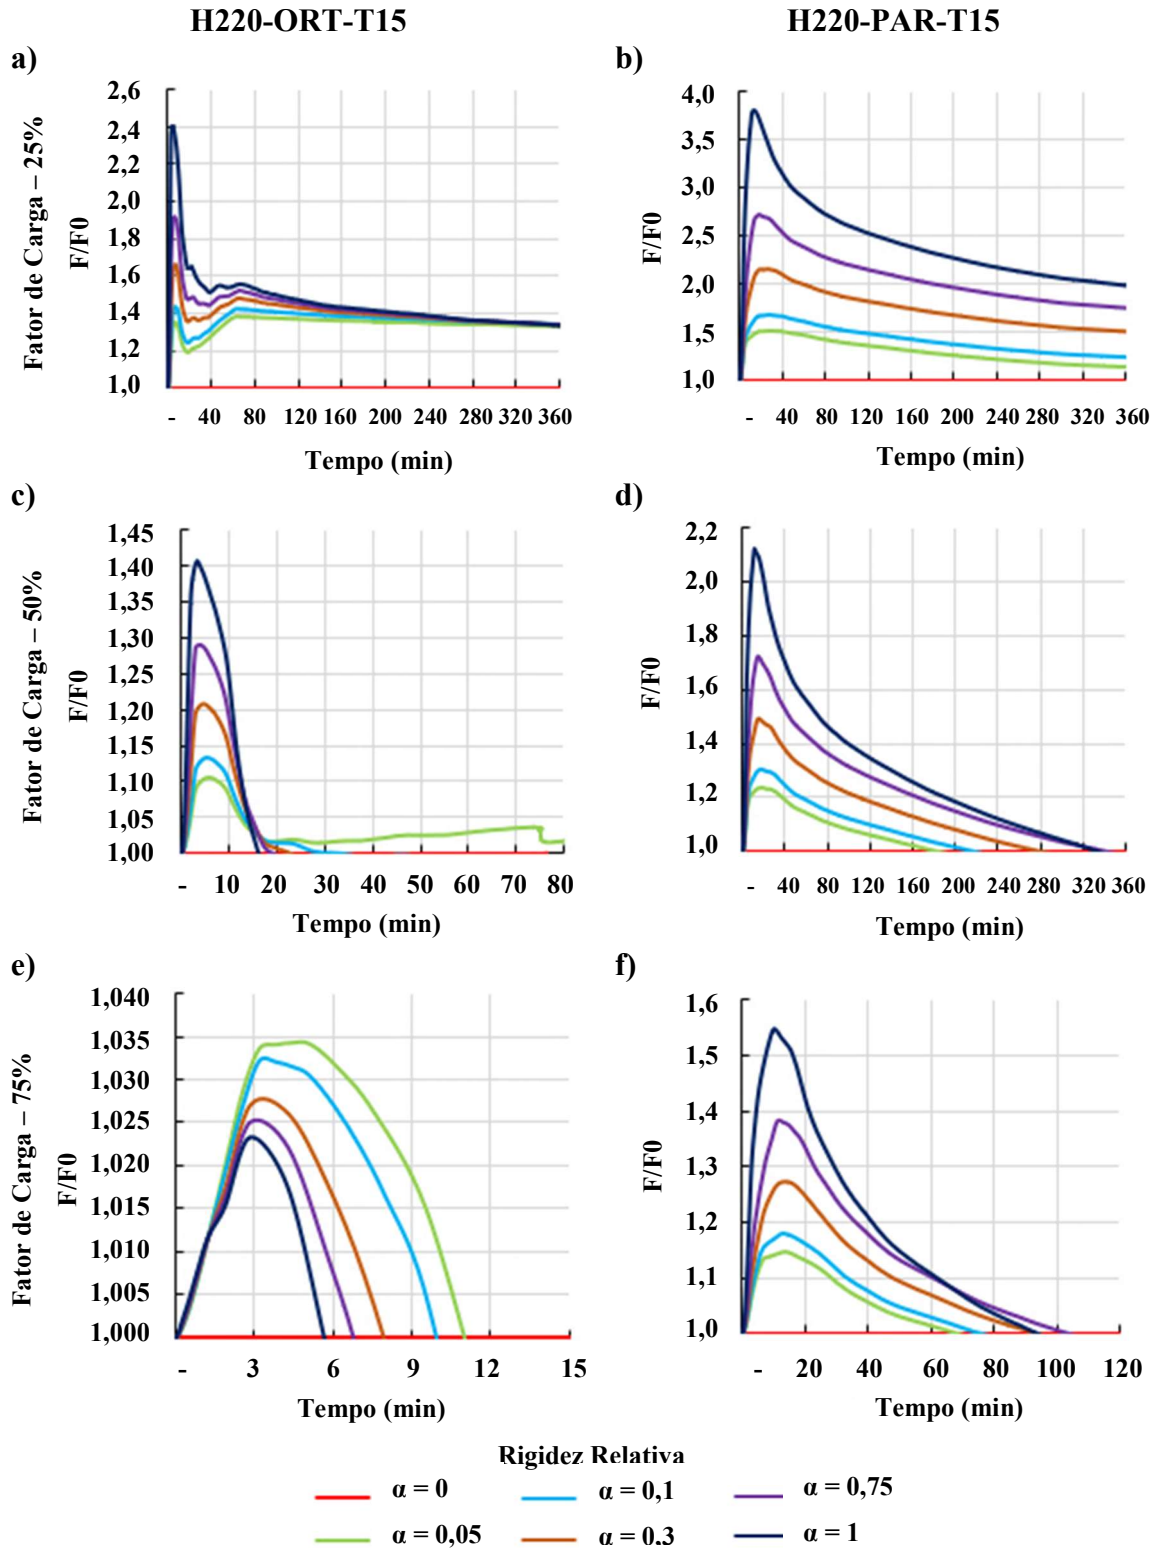 H220-ORT-T15
H220-PAR-T15
a)
b)
Fator de Carga – 25%
F/F0
2,6
2,4
2,2
2,0
1,8
1,6
1,4
1,2
1,0
- 40 80 120 160 200 240 280 320 360
Tempo (min)
F/F0
4,0
3,5
3,0
2,5
2,0
1,5
1,0
- 40 80 120 160 200 240 280 320 360
Tempo (min)
c)
d)
Fator de Carga – 50%
F/F0
1,45
1,40
1,35
1,30
1,25
1,20
1,15
1,10
1,05
1,00
- 10 20 30 40 50 60 70 80
Tempo (min)
F/F0
2,2
2,0
1,8
1,6
1,4
1,2
1,0
- 40 80 120 160 200 240 280 320 360
Tempo (min)
e)
f)
Fator de Carga – 75%
F/F0
1,040
1,035
1,030
1,025
1,020
1,015
1,010
1,005
1,000
- 3 6 9 12 15
Tempo (min)
F/F0
1,6
1,5
1,4
1,3
1,2
1,1
1,0
- 20 40 60 80 100 120
Tempo (min)
Rigidez Relativa
α = 0
α = 0,1
α = 0,75
α = 0,05
α = 0,3
α = 1